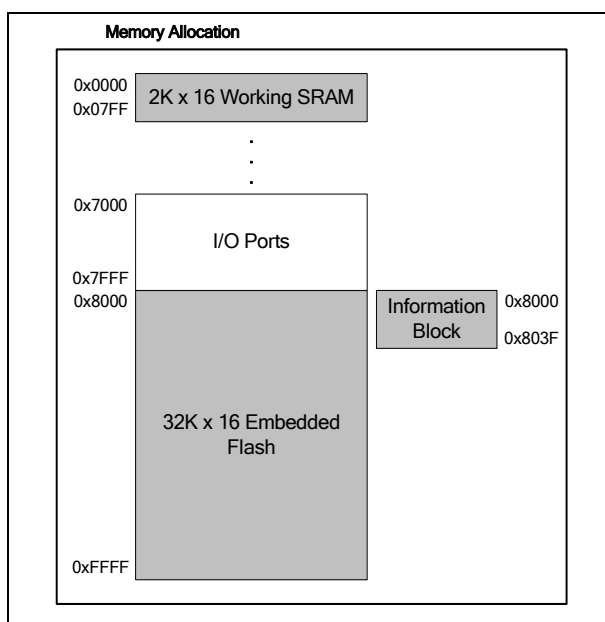 Memory Allocation
0x0000
2K x 16 Working SRAM
0x07FF
.
.
.
0x7000
I/O Ports
0x7FFF
0x8000
Information
Block
0x8000
0x803F
32K x 16 Embedded
Flash
0xFFFF